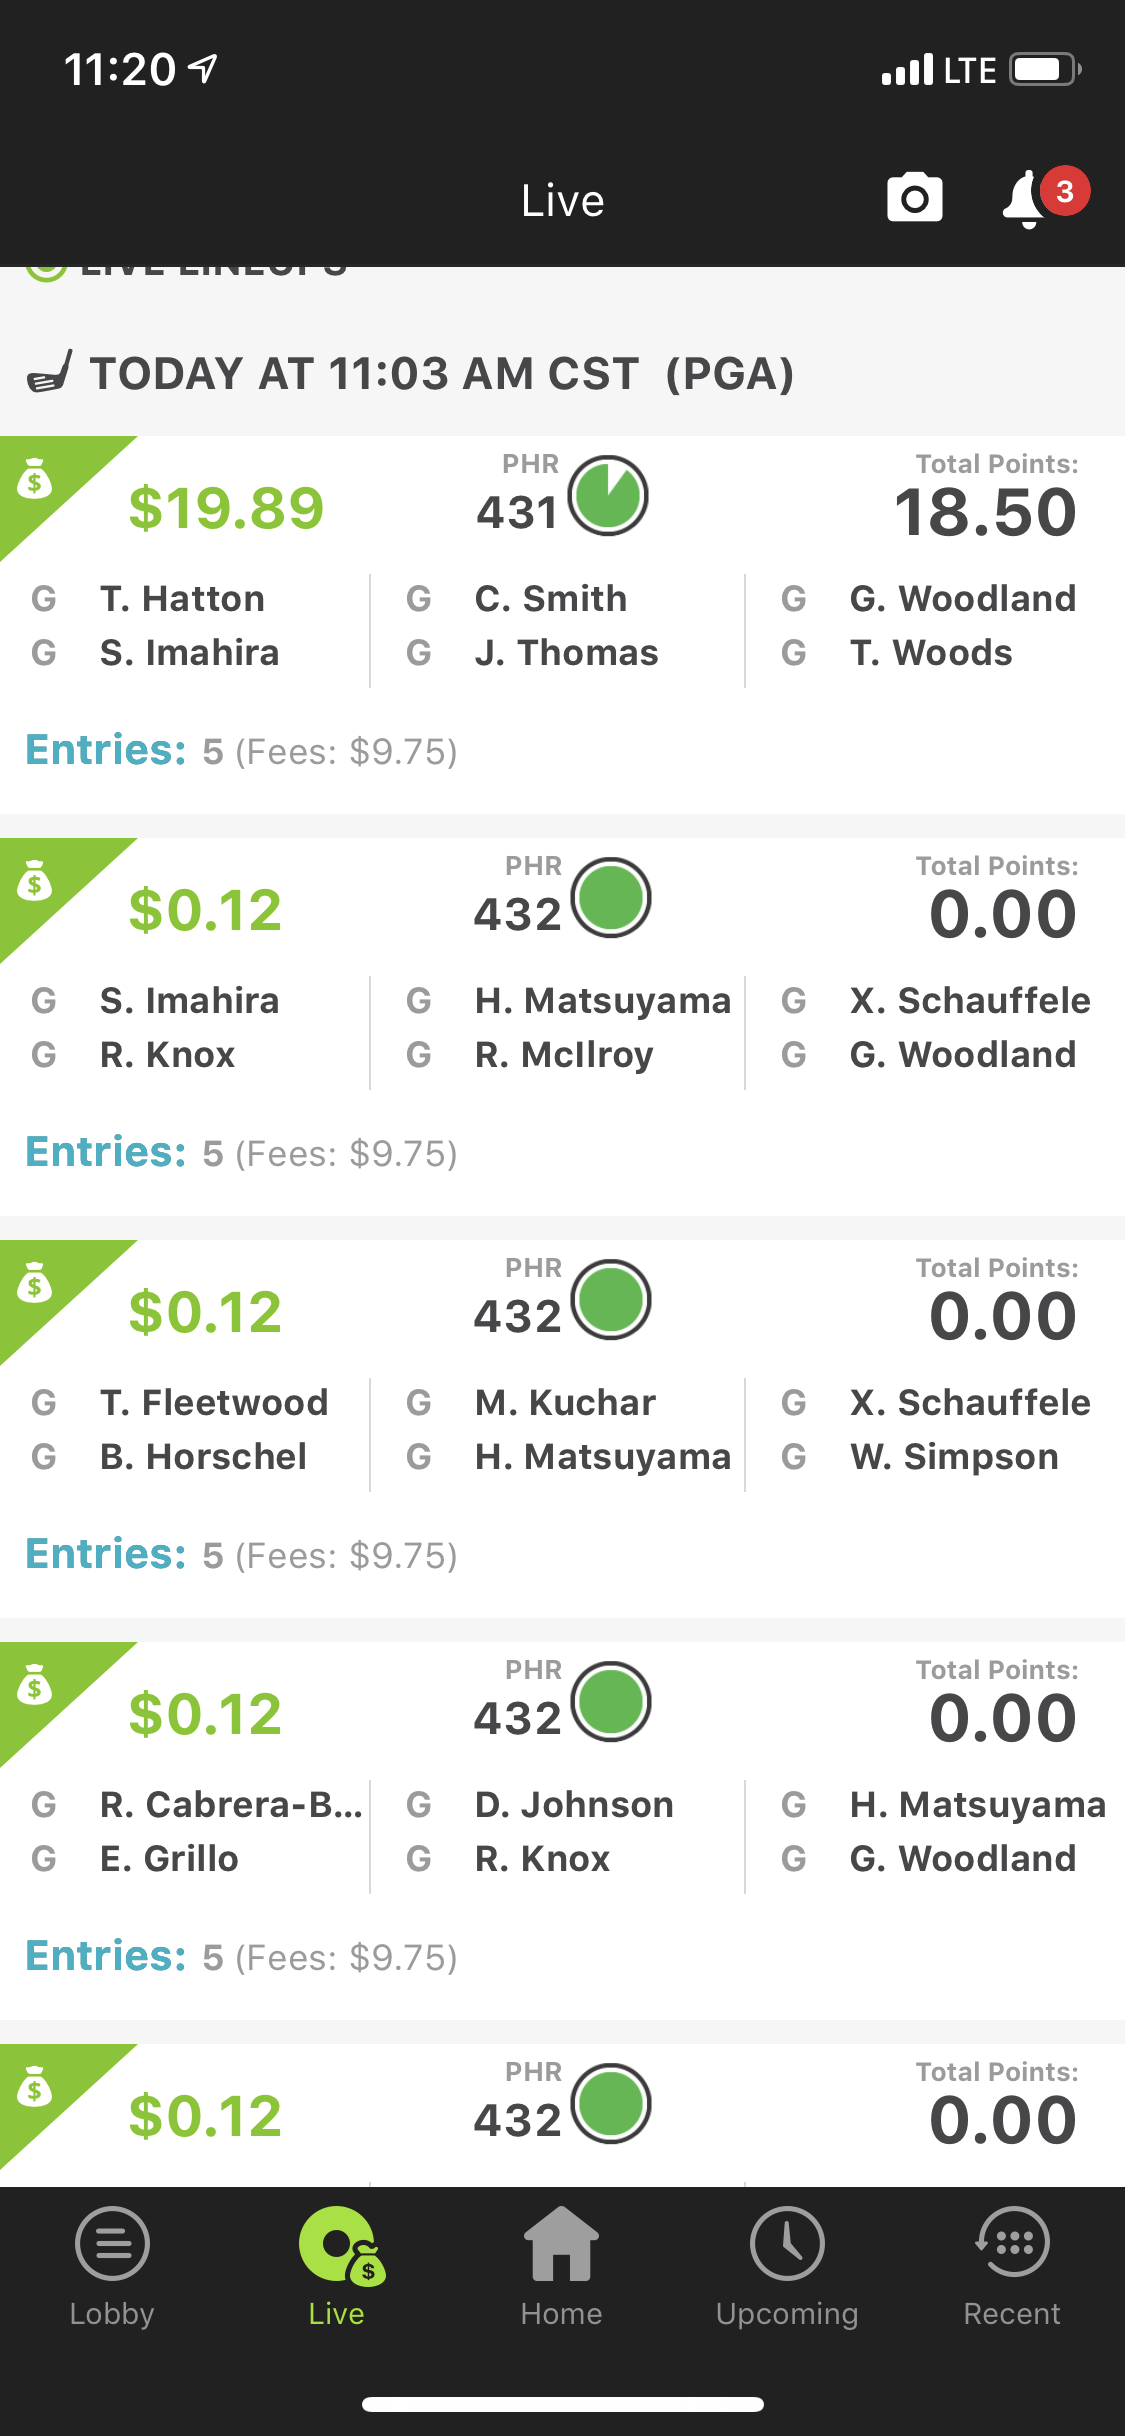 11:20 LTE
Live 3
LIVE LINEUPS
TODAY AT 11:03 AM CST (PGA)
$ $19.89 PHR 431 Total Points: 18.50
G T. Hatton G C. Smith G G. Woodland
G S. Imahira G J. Thomas G T. Woods
Entries: 5 (Fees: $9.75)
$ $0.12 PHR 432 Total Points: 0.00
G S. Imahira G H. Matsuyama G X. Schauffele
G R. Knox G R. McIlroy G G. Woodland
Entries: 5 (Fees: $9.75)
$ $0.12 PHR 432 Total Points: 0.00
G T. Fleetwood G M. Kuchar G X. Schauffele
G B. Horschel G H. Matsuyama G W. Simpson
Entries: 5 (Fees: $9.75)
$ $0.12 PHR 432 Total Points: 0.00
G R. Cabrera-B... G D. Johnson G H. Matsuyama
G E. Grillo G R. Knox G G. Woodland
Entries: 5 (Fees: $9.75)
$ $0.12 PHR 432 Total Points: 0.00
$
Lobby Live Home Upcoming Recent